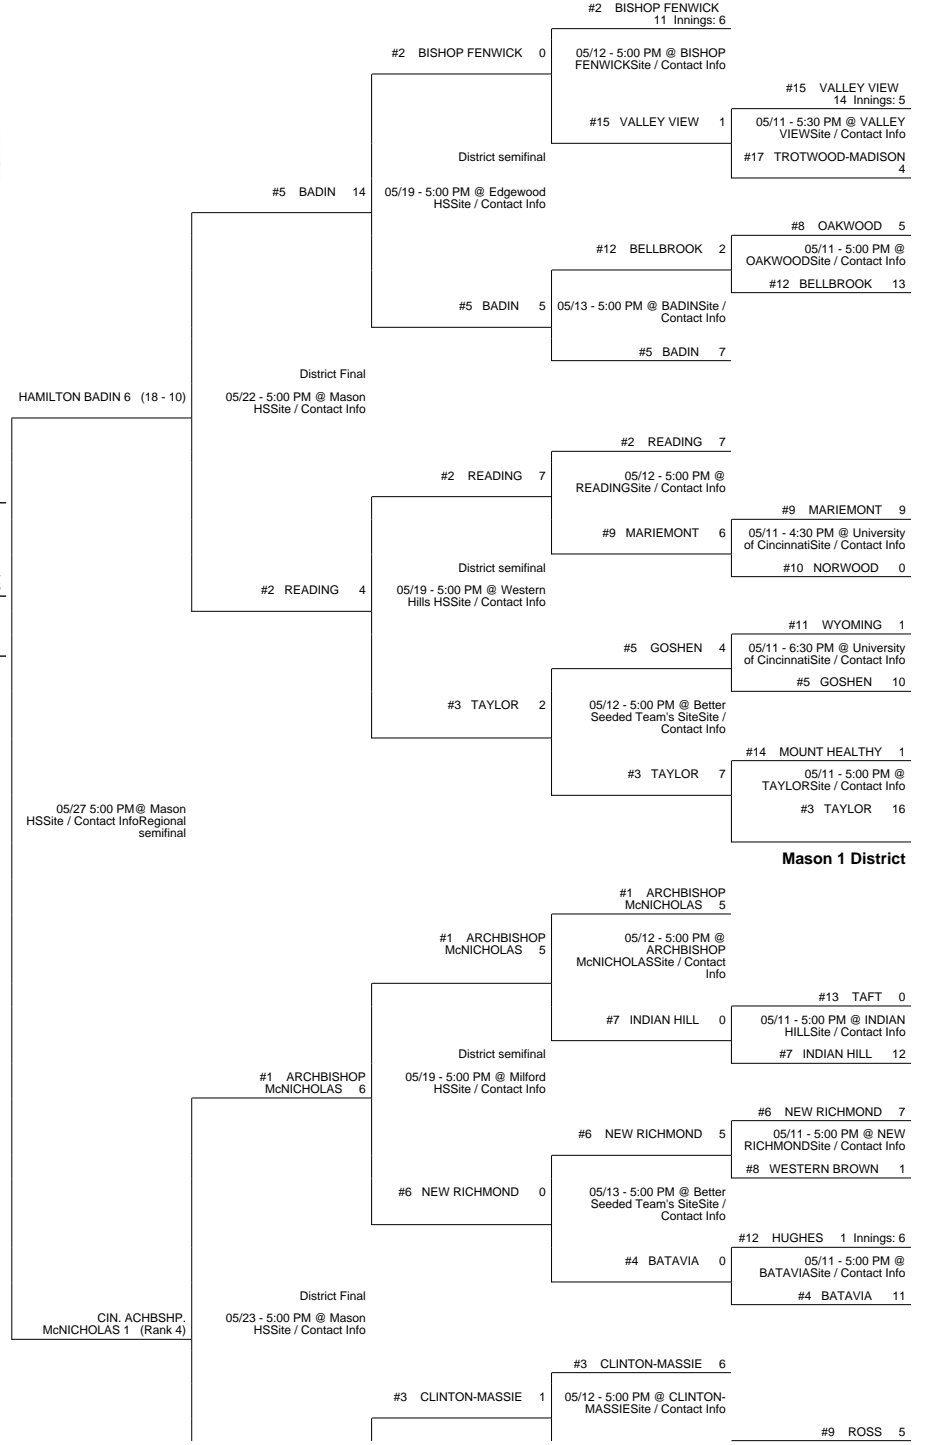 #2 BISHOP FENWICK
11 Innings: 6
#2 BISHOP FENWICK 0
05/12 - 5:00 PM @ BISHOP
FENWICKSite / Contact Info
#15 VALLEY VIEW
14 Innings: 5
#15 VALLEY VIEW 1
05/11 - 5:30 PM @ VALLEY
VIEWSite / Contact Info
#17 TROTWOOD-MADISON
4
District semifinal
#5 BADIN 14
05/19 - 5:00 PM @ Edgewood
HSSite / Contact Info
#8 OAKWOOD 5
#12 BELLBROOK 2
05/11 - 5:00 PM @
OAKWOODSite / Contact Info
#12 BELLBROOK 13
#5 BADIN 5
05/13 - 5:00 PM @ BADINSite /
Contact Info
#5 BADIN 7
District Final
HAMILTON BADIN 6 (18 - 10)
05/22 - 5:00 PM @ Mason
HSSite / Contact Info
#2 READING 7
#2 READING 7
05/12 - 5:00 PM @
READINGSite / Contact Info
#9 MARIEMONT 9
#9 MARIEMONT 6
05/11 - 4:30 PM @ University
of CincinnatiSite / Contact Info
#10 NORWOOD 0
District semifinal
#2 READING 4
05/19 - 5:00 PM @ Western
Hills HSSite / Contact Info
#11 WYOMING 1
#5 GOSHEN 4
05/11 - 6:30 PM @ University
of CincinnatiSite / Contact Info
#5 GOSHEN 10
#3 TAYLOR 2
05/12 - 5:00 PM @ Better
Seeded Team's SiteSite /
Contact Info
#14 MOUNT HEALTHY 1
#3 TAYLOR 7
05/11 - 5:00 PM @
TAYLORSite / Contact Info
#3 TAYLOR 16
05/27 5:00 PM@ Mason
HSSite / Contact InfoRegional
semifinal
Mason 1 District
#1 ARCHBISHOP
McNICHOLAS 5
#1 ARCHBISHOP
McNICHOLAS 5
05/12 - 5:00 PM @
ARCHBISHOP
McNICHOLASSite / Contact
Info
#13 TAFT 0
#7 INDIAN HILL 0
05/11 - 5:00 PM @ INDIAN
HILLSite / Contact Info
#7 INDIAN HILL 12
District semifinal
#1 ARCHBISHOP
McNICHOLAS 6
05/19 - 5:00 PM @ Milford
HSSite / Contact Info
#6 NEW RICHMOND 7
#6 NEW RICHMOND 5
05/11 - 5:00 PM @ NEW
RICHMONDSite / Contact Info
#8 WESTERN BROWN 1
#6 NEW RICHMOND 0
05/13 - 5:00 PM @ Better
Seeded Team's SiteSite /
Contact Info
#12 HUGHES 1 Innings: 6
#4 BATAVIA 0
05/11 - 5:00 PM @
BATAVIASite / Contact Info
#4 BATAVIA 11
District Final
CIN. ACHBSHP.
McNICHOLAS 1 (Rank 4)
05/23 - 5:00 PM @ Mason
HSSite / Contact Info
#3 CLINTON-MASSIE 6
#3 CLINTON-MASSIE 1
05/12 - 5:00 PM @ CLINTON-
MASSIESite / Contact Info
#9 ROSS 5